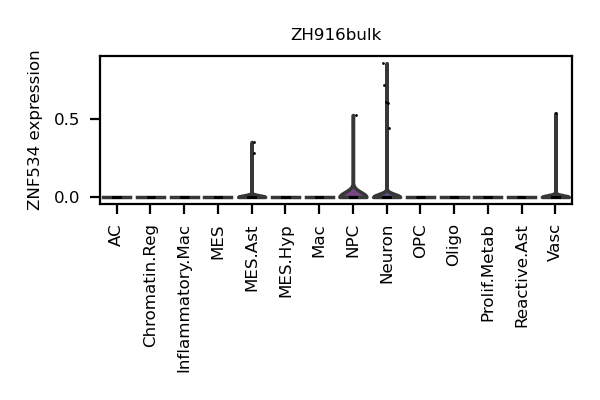 ZH916bulk
ZNF534 expression
0.5
0.0
AC
Chromatin.Reg
Inflammatory.Mac
MES
MES.Ast
MES.Hyp
Mac
NPC
Neuron
OPC
Oligo
Prolif.Metab
Reactive.Ast
Vasc